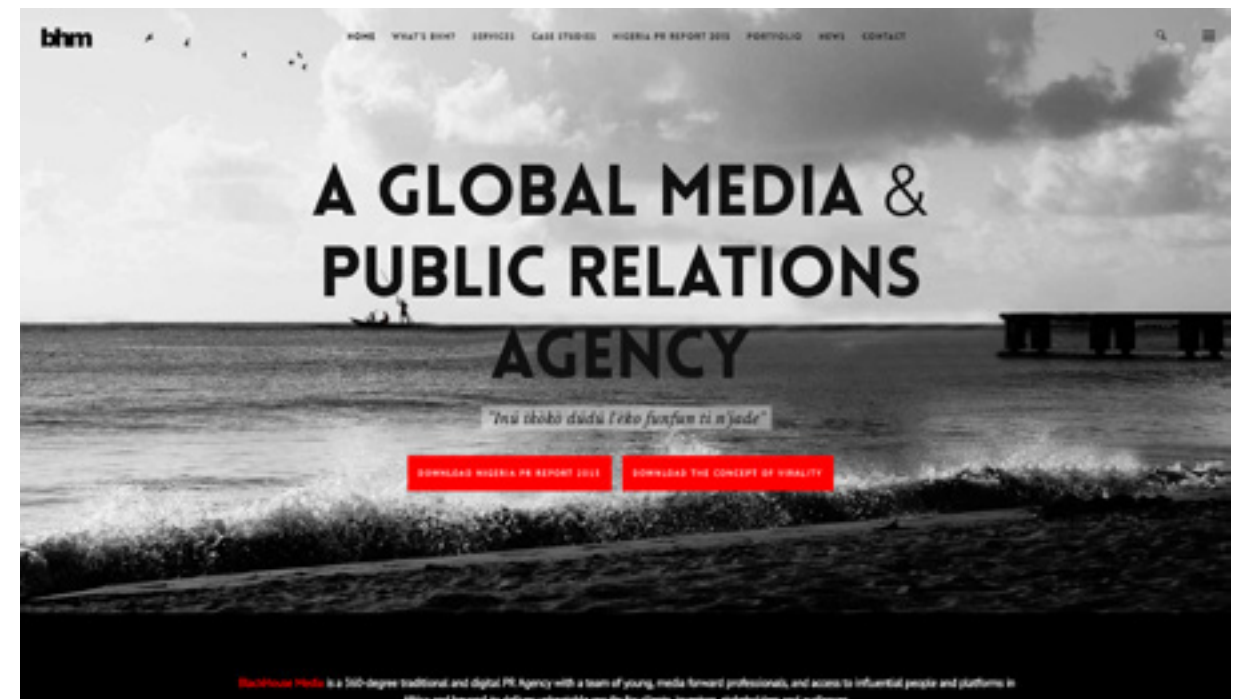 bhm
HOME WHAT'S BHM? SERVICES CASE STUDIES NIGERIA PR REPORT 2015 PORTFOLIO NEWS CONTACT
A GLOBAL MEDIA &
PUBLIC RELATIONS
AGENCY
"Inú ìkòkò dúdú l'ẹ̀kọ funfun ti n'jade"
DOWNLOAD NIGERIA PR REPORT 2015 DOWNLOAD THE CONCEPT OF VIRALITY
BlackHouse Media is a 360-degree traditional and digital PR Agency with a team of young, media forward professionals, and access to influential people and platforms in